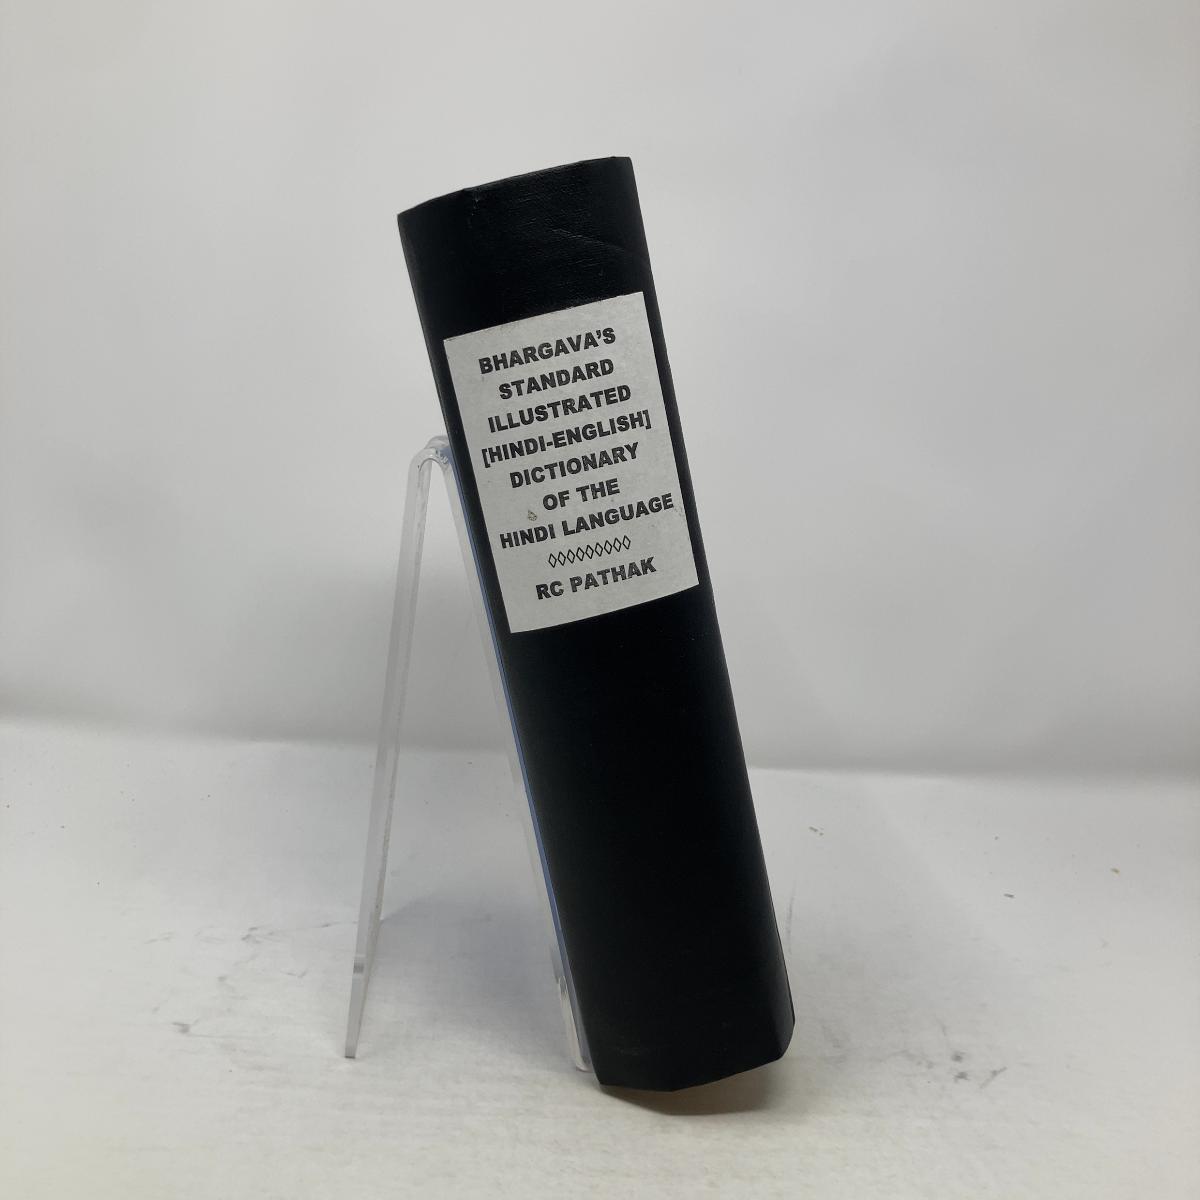 BHARGAVA'S
STANDARD
ILLUSTRATED
[HINDI-ENGLISH]
DICTIONARY
OF THE
HINDI LANGUAGE
◊◊◊◊◊◊◊◊◊
RC PATHAK